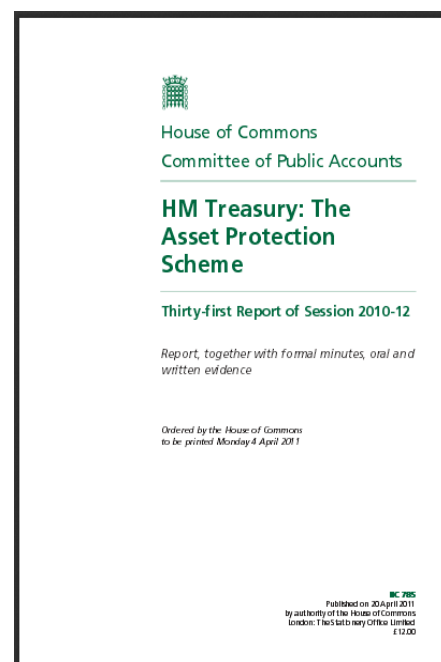 House of Commons
Committee of Public Accounts
HM Treasury: The
Asset Protection
Scheme
Thirty-first Report of Session 2010-12
Report, together with formal minutes, oral and
written evidence
Ordered by the House of Commons
to be printed Monday 4 April 2011
HC 785
Published on 20 April 2011
by authority of the House of Commons
London: The Stationery Office Limited
£12.00